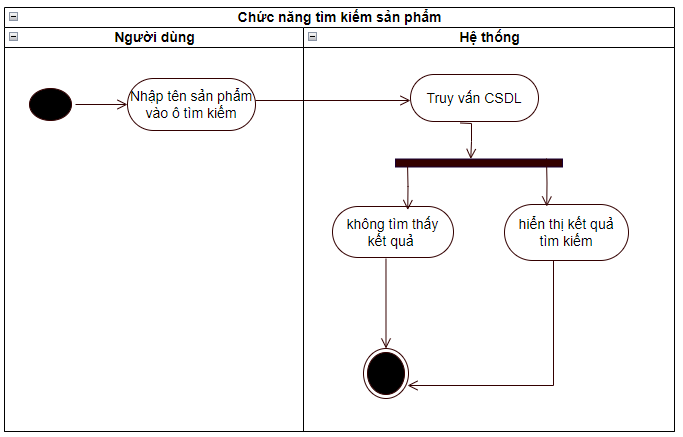 Chức năng tìm kiếm sản phẩm
Người dùng
Hệ thống
Nhập tên sản phẩm
vào ô tìm kiếm
Truy vấn CSDL
không tìm thấy
kết quả
hiển thị kết quả
tìm kiếm